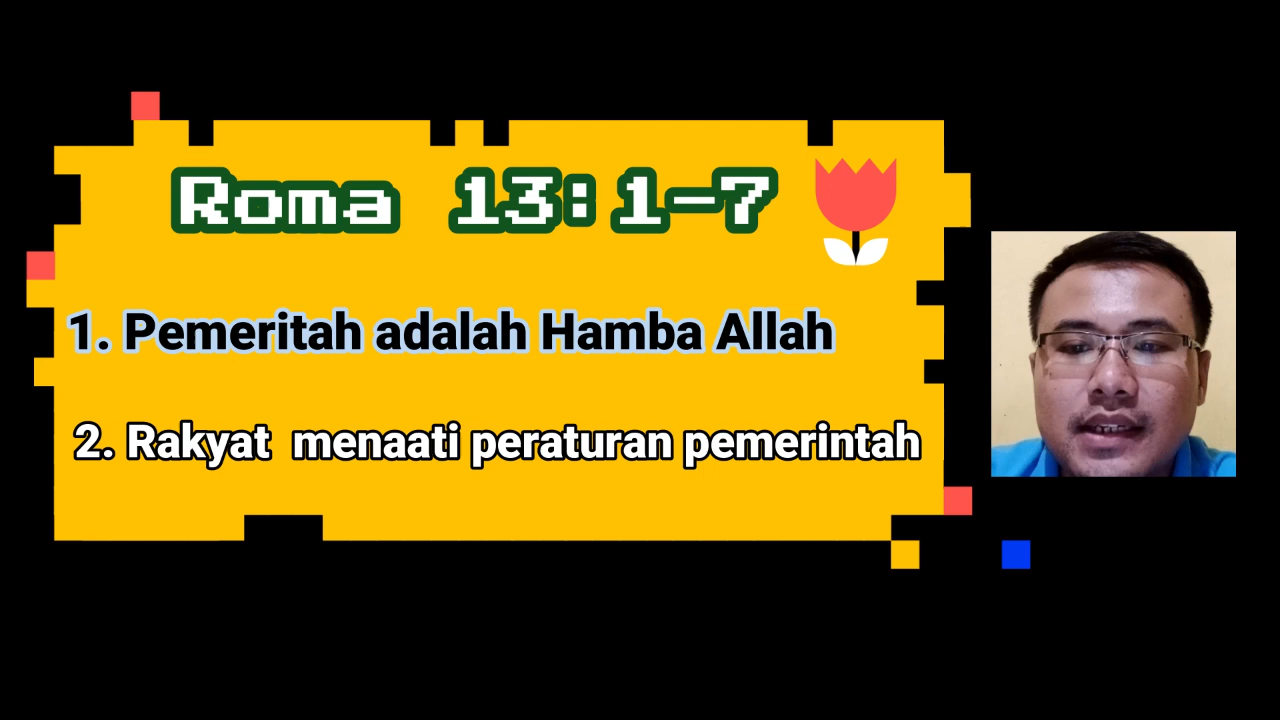 Roma 13:1-7
1. Pemeritah adalah Hamba Allah
2. Rakyat menaati peraturan pemerintah